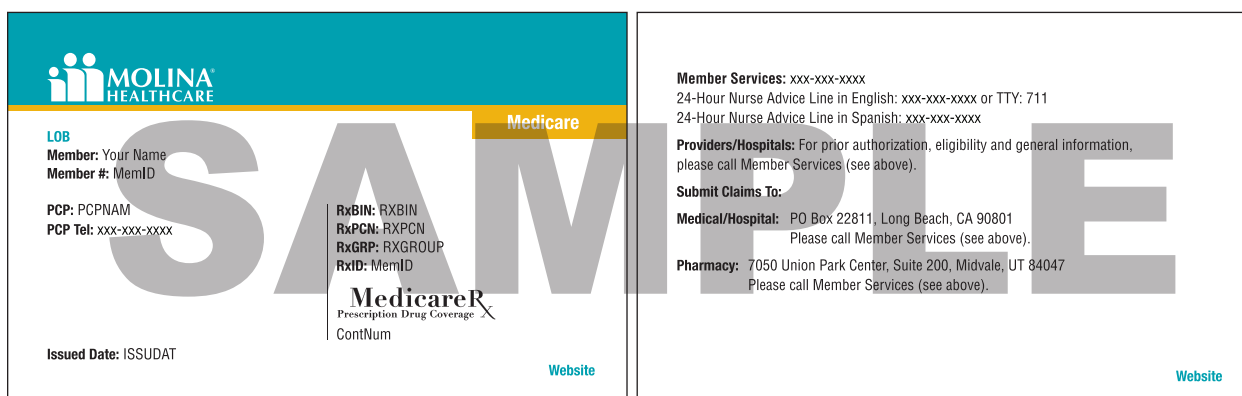 MOLINA®
HEALTHCARE
Medicare
LOB
Member: Your Name
Member #: MemID
PCP: PCPNAM
PCP Tel: xxx-xxx-xxxx
RxBIN: RXBIN
RxPCN: RXPCN
RxGRP: RXGROUP
RxID: MemID
MedicareRx
Prescription Drug Coverage
ContNum
Issued Date: ISSUDAT
Website
Member Services: xxx-xxx-xxxx
24-Hour Nurse Advice Line in English: xxx-xxx-xxxx or TTY: 711
24-Hour Nurse Advice Line in Spanish: xxx-xxx-xxxx
Providers/Hospitals: For prior authorization, eligibility and general information,
please call Member Services (see above).
Submit Claims To:
Medical/Hospital: PO Box 22811, Long Beach, CA 90801
Please call Member Services (see above).
Pharmacy: 7050 Union Park Center, Suite 200, Midvale, UT 84047
Please call Member Services (see above).
Website
SAMPLE